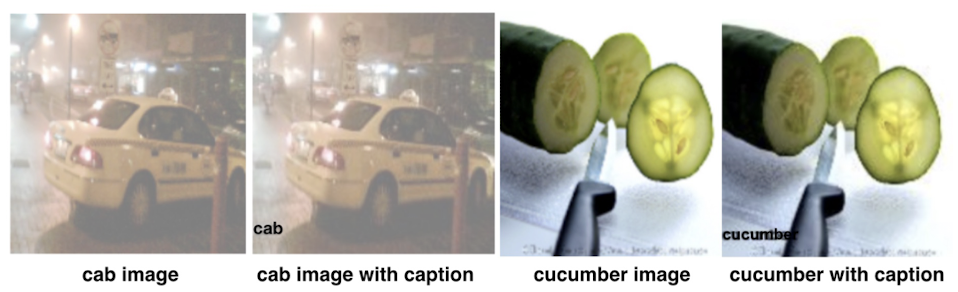 cab
cucumber
cab image
cab image with caption
cucumber image
cucumber with caption